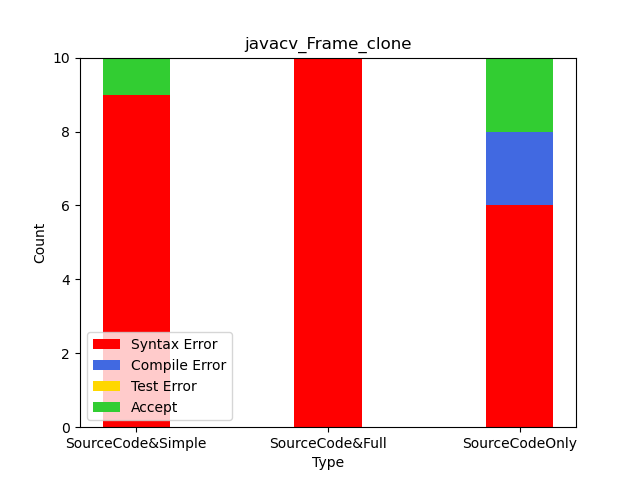 javacv_Frame_clone
Count
10
8
6
4
2
0
Syntax Error
Compile Error
Test Error
Accept
SourceCode&Simple
SourceCode&Full
SourceCodeOnly
Type